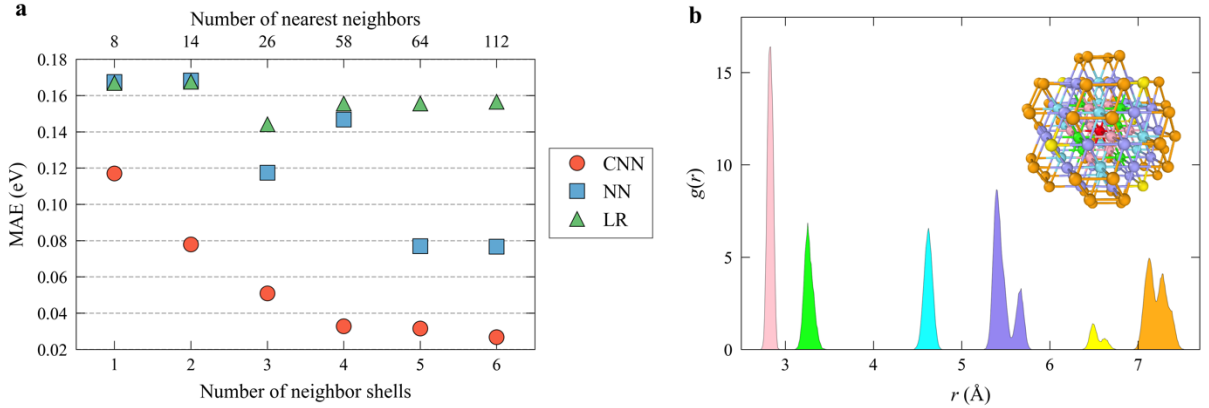 a
Number of nearest neighbors
8 14 26 58 64 112
0.18
0.16
0.14
0.12
0.10
0.08
0.06
0.04
0.02
MAE (eV)
1 2 3 4 5 6
Number of neighbor shells
CNN
NN
LR
b
15
10
5
0
g(r)
3 4 5 6 7
r (Å)